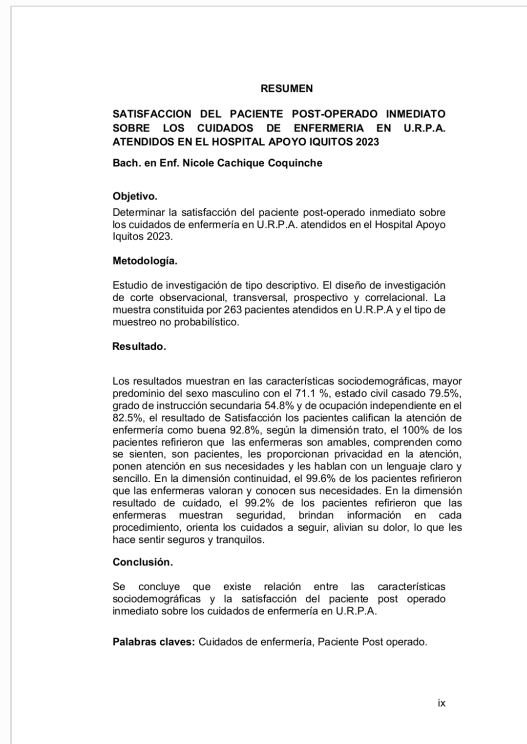 RESUMEN
SATISFACCION DEL PACIENTE POST-OPERADO INMEDIATO
SOBRE LOS CUIDADOS DE ENFERMERIA EN U.R.P.A.
ATENDIDOS EN EL HOSPITAL APOYO IQUITOS 2023
Bach. en Enf. Nicole Cachique Coquinche
Objetivo.
Determinar la satisfacción del paciente post-operado inmediato sobre
los cuidados de enfermería en U.R.P.A. atendidos en el Hospital Apoyo
Iquitos 2023.
Metodología.
Estudio de investigación de tipo descriptivo. El diseño de investigación
de corte observacional, transversal, prospectivo y correlacional. La
muestra constituida por 263 pacientes atendidos en U.R.P.A y el tipo de
muestreo no probabilístico.
Resultado.
Los resultados muestran en las características sociodemográficas, mayor
predominio del sexo masculino con el 71.1 %, estado civil casado 79.5%,
grado de instrucción secundaria 54.8% y de ocupación independiente en el
82.5%, el resultado de Satisfacción los pacientes califican la atención de
enfermería como buena 92.8%, según la dimensión trato, el 100% de los
pacientes refirieron que las enfermeras son amables, comprenden como
se sienten, son pacientes, les proporcionan privacidad en la atención,
ponen atención en sus necesidades y les hablan con un lenguaje claro y
sencillo. En la dimensión continuidad, el 99.6% de los pacientes refirieron
que las enfermeras valoran y conocen sus necesidades. En la dimensión
resultado de cuidado, el 99.2% de los pacientes refirieron que las
enfermeras muestran seguridad, brindan información en cada
procedimiento, orienta los cuidados a seguir, alivian su dolor, lo que les
hace sentir seguros y tranquilos.
Conclusión.
Se concluye que existe relación entre las características
sociodemográficas y la satisfacción del paciente post operado
inmediato sobre los cuidados de enfermería en U.R.P.A.
Palabras claves: Cuidados de enfermería, Paciente Post operado.
ix